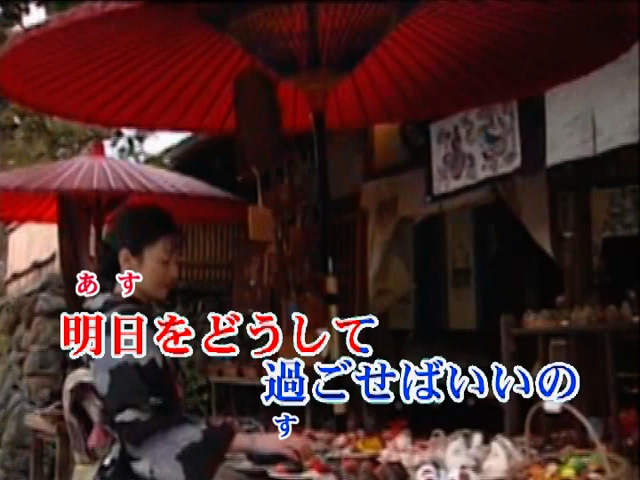 あす
明日をどうして
過ごせばいいの
す